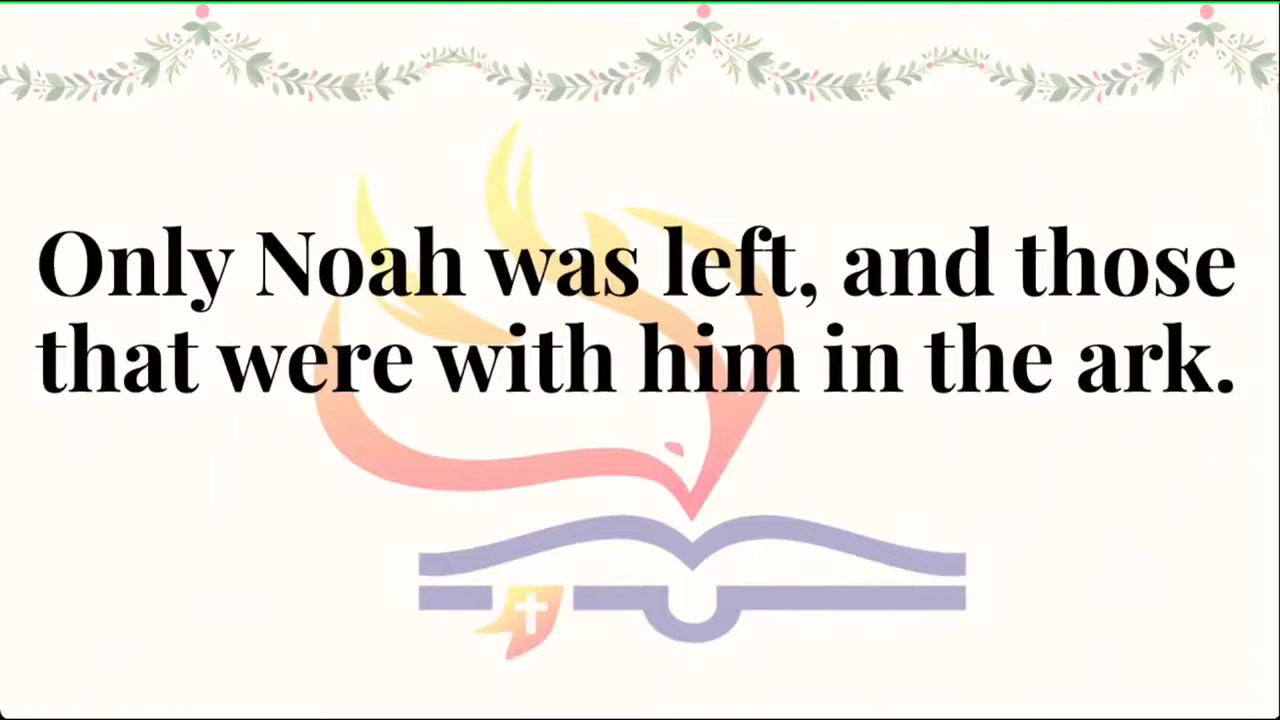 Only Noah was left, and those
that were with him in the ark.